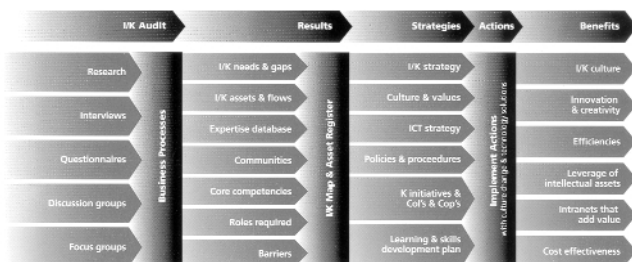 I/K Audit
Results
Strategies
Actions
Benefits
Research
Interviews
Questionnaires
Discussion groups
Focus groups
Business Processes
I/K needs & gaps
I/K assets & flows
Expertise database
Communities
Core competencies
Roles required
Barriers
I/K Map & Asset Register
I/K strategy
Culture & values
ICT strategy
Policies & proceedures
K initiatives &
CoI's & Cop's
Learning & skills
development plan
Implement Actions
with culture change & technology solutions
I/K culture
Innovation
& creativity
Efficiencies
Leverage of
intellectual assets
Intranets that
add value
Cost effectiveness